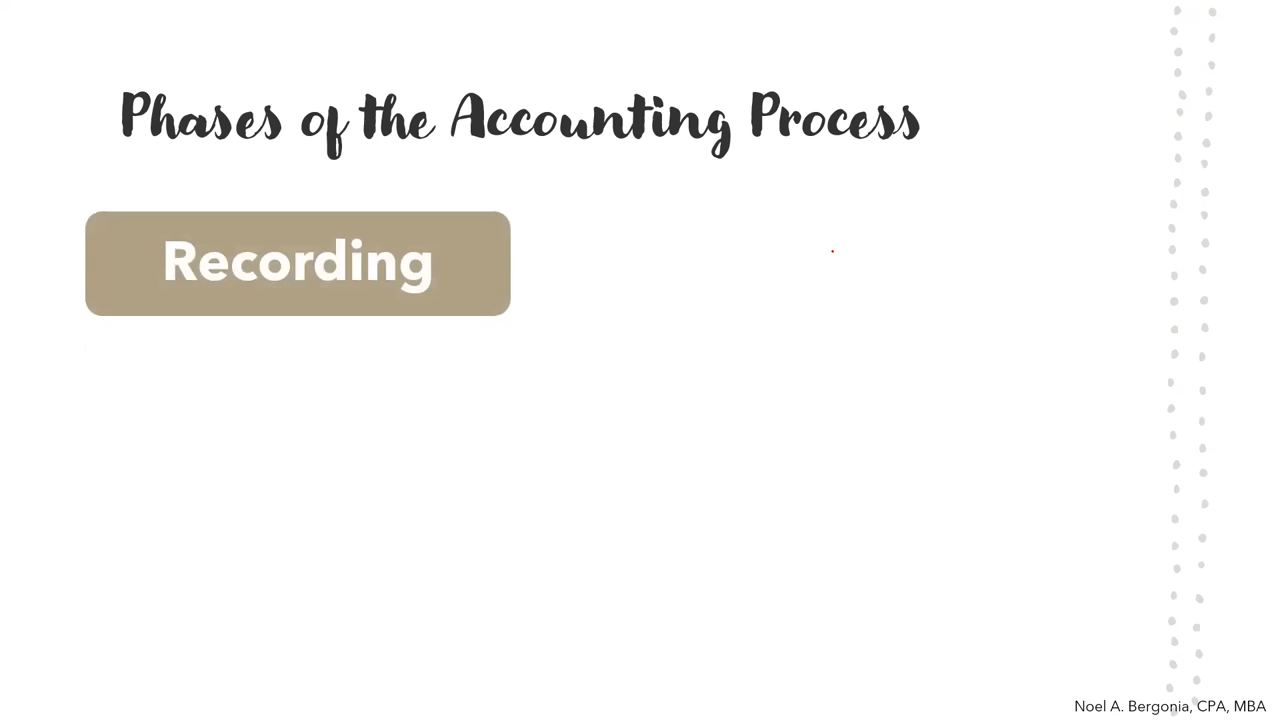 Phases of the Accounting Process
Recording
Noel A. Bergonia, CPA, MBA